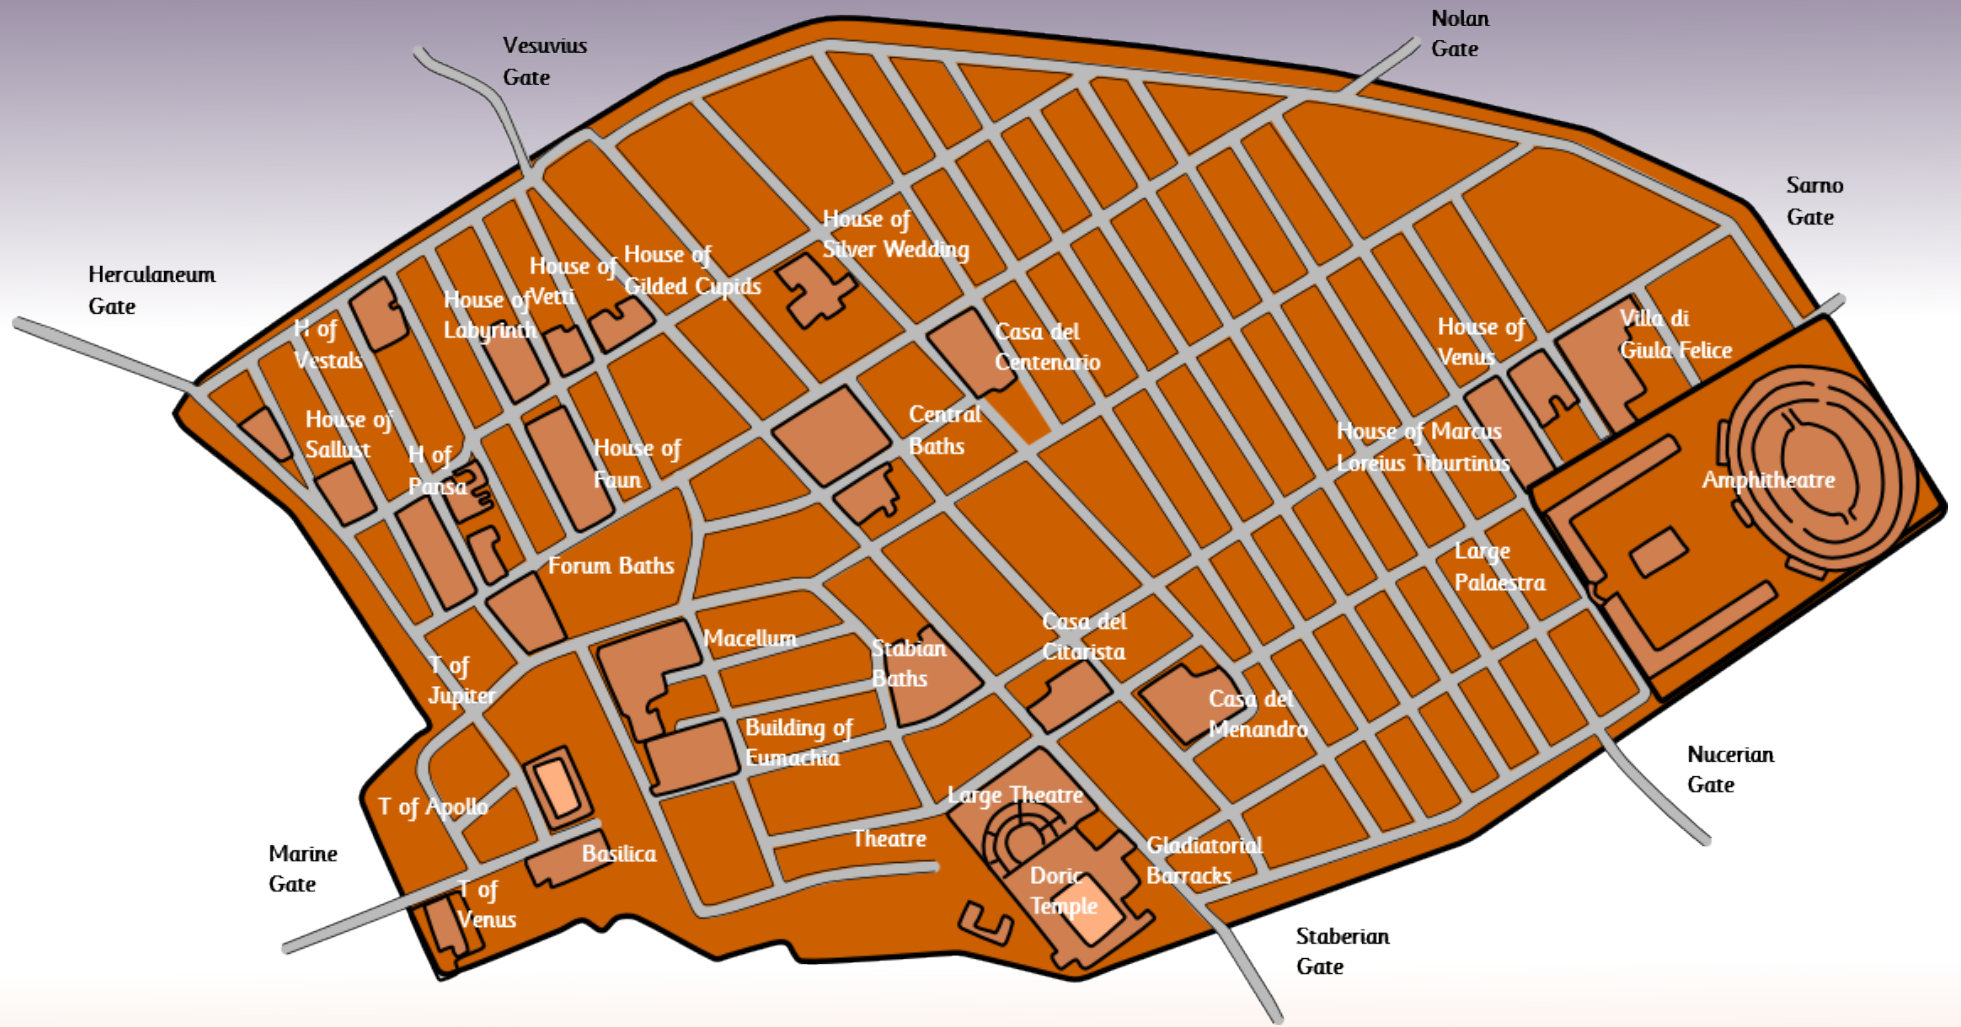 Nolan
Gate
Vesuvius
Gate
Sarno
Gate
House of
Silver Wedding
House of
Gilded Cupids
House of
Vetti
Herculaneum
Gate
House of
Labyrinth
H of
Vestals
Casa del
Centenario
House of
Venus
Villa di
Giula Felice
House of
Sallust
Central
Baths
House of Marcus
Loreius Tiburtinus
H of
Pansa
House of
Faun
Amphitheatre
Forum Baths
Large
Palaestra
Casa del
Citarista
Macellum
Stabian
Baths
T of
Jupiter
Casa del
Menandro
Building of
Eumachia
Nucerian
Gate
T of Apollo
Large Theatre
Theatre
Marine
Gate
Basilica
Gladiatorial
Barracks
Doric
Temple
T of
Venus
Staberian
Gate